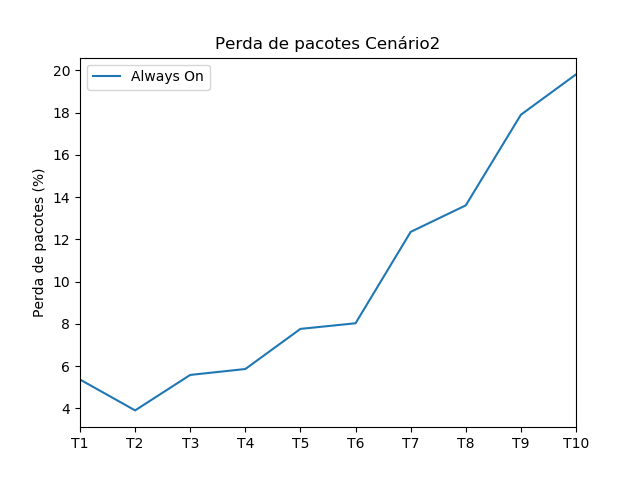 Perda de pacotes Cenário2
Always On
Perda de pacotes (%)
20
18
16
14
12
10
8
6
4
T1 T2 T3 T4 T5 T6 T7 T8 T9 T10